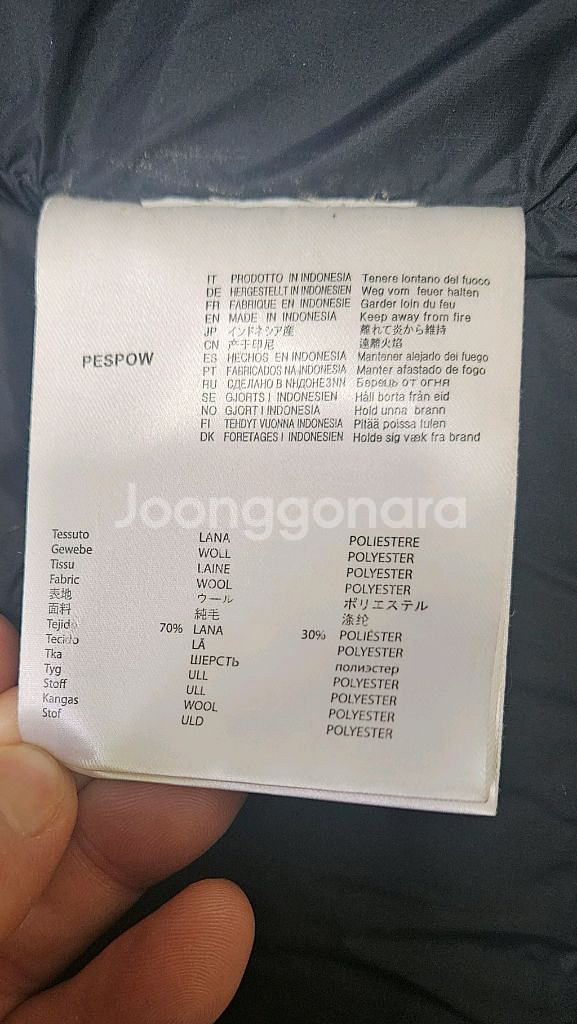 IT PRODOTTO IN INDONESIA Tenere lontano del fuoco
DE HERGESTELLT IN INDONESIEN Weg vom feuer halten
FR FABRIQUE EN INDONESIE Garder loin du feu
EN MADE IN INDONESIA Keep away from fire
JP インドネシア産 離れて炎から維持
CN 产于印尼 遠離火焰
PESPOW
ES HECHOS EN INDONESIA Mantener alejado dei fuego
PT FABRICADOS NA INDONESIA Manter afastado de fogo
RU СДЕЛАНО В Берешь от огня
SE GJORTS I INDONESIEN Håll borta från eid
NO GJORT I INDONESIA Hold unna brann
FI TEHDYT VUONNA INDONESIA Pitää poissa tulen
DK FORETAGES I INDONESIEN Holde sig væk fra brand
Joonggonara
Tessuto LANA POLIESTERE
Gewebe WOLL POLYESTER
Tissu LAINE POLYESTER
Fabric WOOL POLYESTER
表地 ウール ポリエステル
面料 純毛 涤纶
Tejido 70% LANA 30% POLIÉSTER
Tecido LÃ POLYESTER
Tka ШЕРСТЬ полиэстер
Tyg ULL POLYESTER
Stoff ULL POLYESTER
Kangas WOOL POLYESTER
Stof ULD POLYESTER